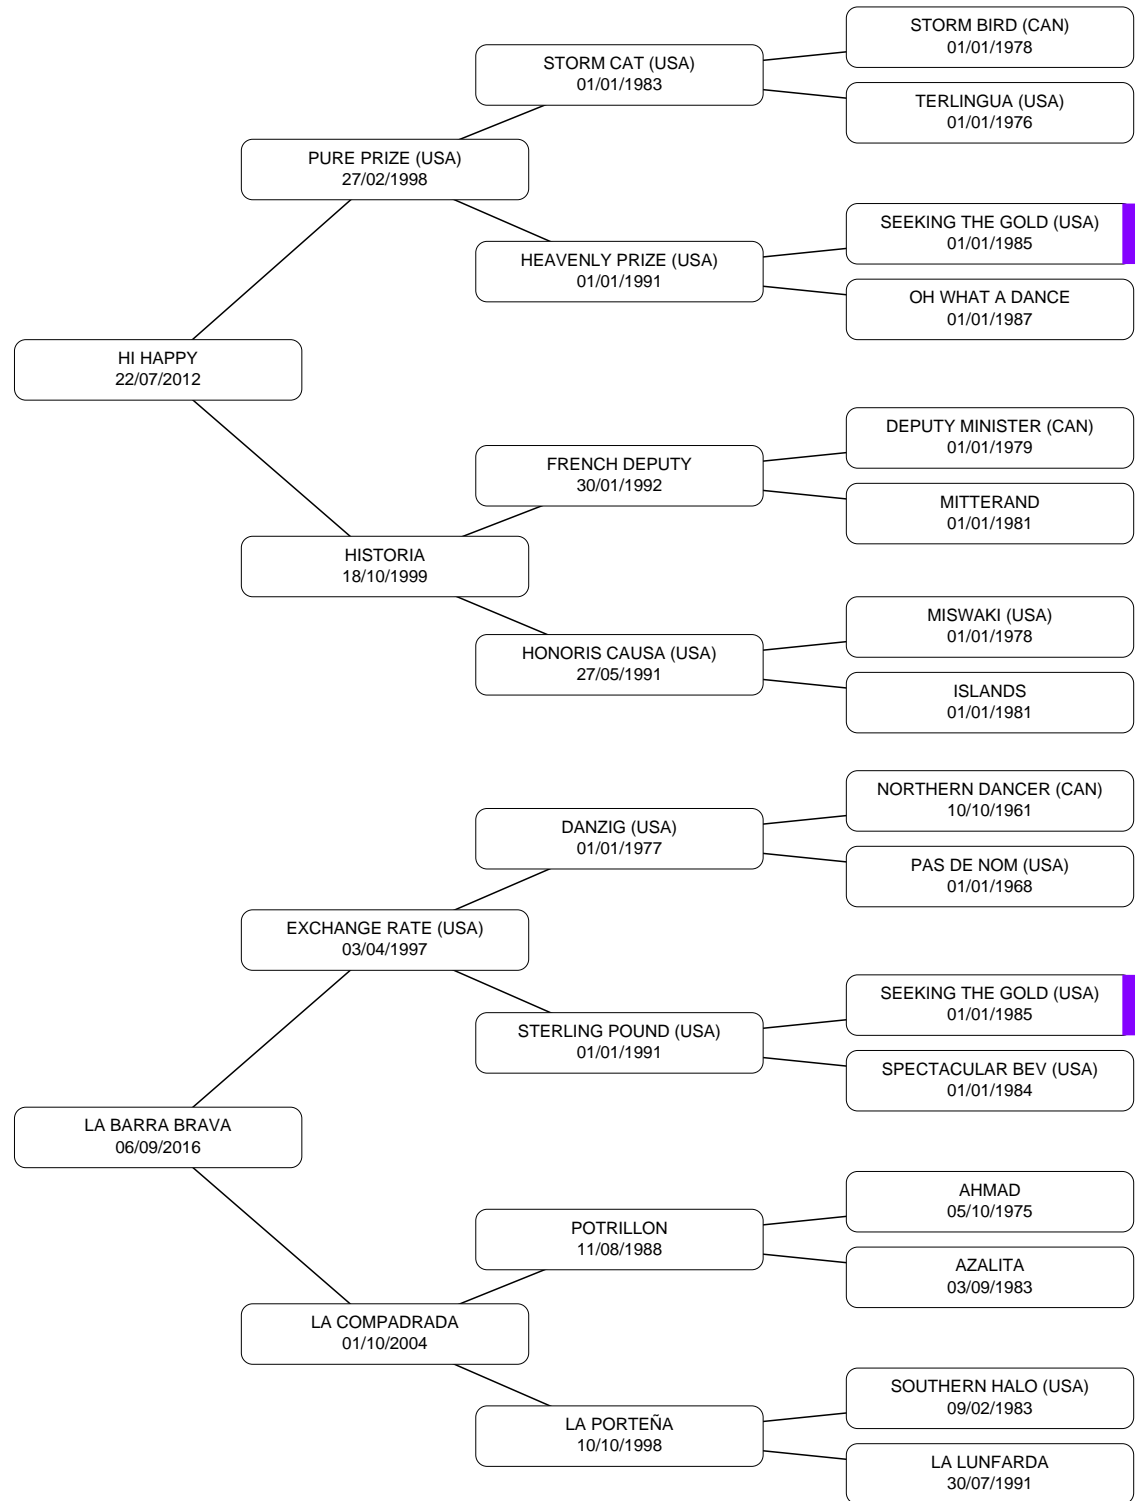 STORM BIRD (CAN)
01/01/1978
STORM CAT (USA)
01/01/1983
TERLINGUA (USA)
01/01/1976
PURE PRIZE (USA)
27/02/1998
SEEKING THE GOLD (USA)
01/01/1985
HEAVENLY PRIZE (USA)
01/01/1991
OH WHAT A DANCE
01/01/1987
HI HAPPY
22/07/2012
DEPUTY MINISTER (CAN)
01/01/1979
FRENCH DEPUTY
30/01/1992
MITTERAND
01/01/1981
HISTORIA
18/10/1999
MISWAKI (USA)
01/01/1978
HONORIS CAUSA (USA)
27/05/1991
ISLANDS
01/01/1981
NORTHERN DANCER (CAN)
10/10/1961
DANZIG (USA)
01/01/1977
PAS DE NOM (USA)
01/01/1968
EXCHANGE RATE (USA)
03/04/1997
SEEKING THE GOLD (USA)
01/01/1985
STERLING POUND (USA)
01/01/1991
SPECTACULAR BEV (USA)
01/01/1984
LA BARRA BRAVA
06/09/2016
AHMAD
05/10/1975
POTRILLON
11/08/1988
AZALITA
03/09/1983
LA COMPADRADA
01/10/2004
SOUTHERN HALO (USA)
09/02/1983
LA PORTEÑA
10/10/1998
LA LUNFARDA
30/07/1991